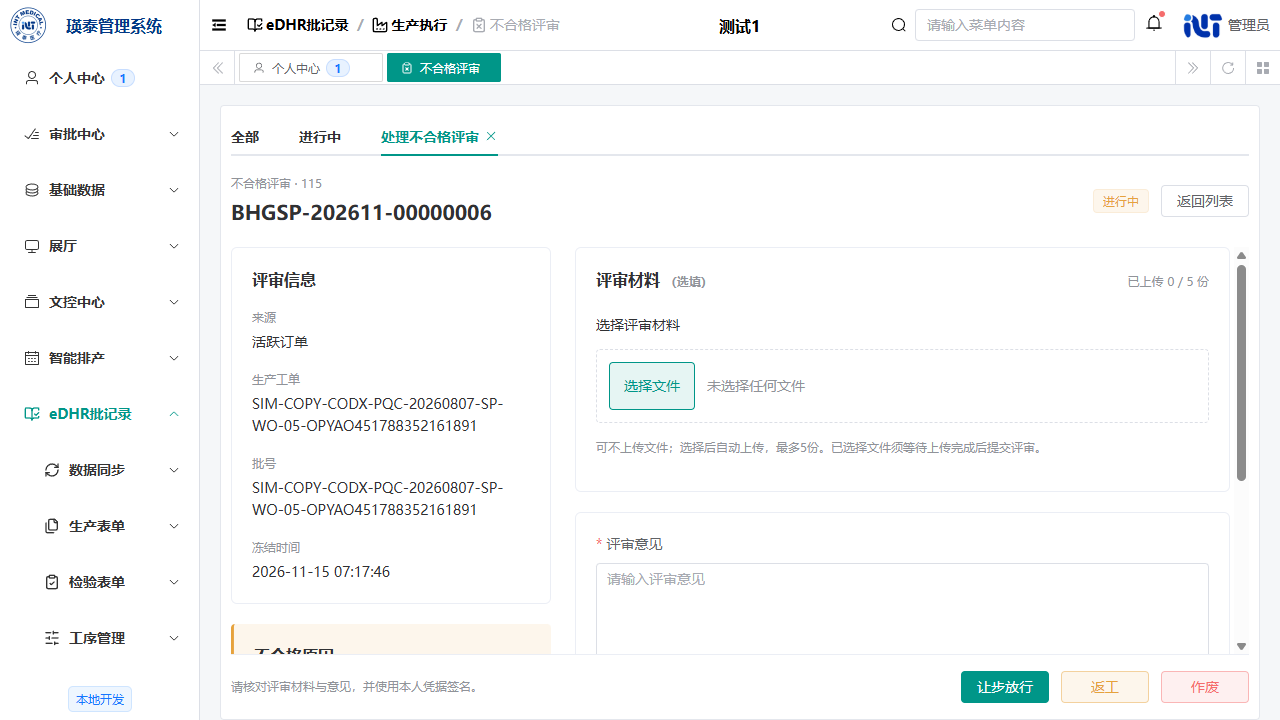 瑛泰管理系统
eDHR批记录 / 生产执行 / 不合格评审
测试1
请输入菜单内容
管理员
个人中心 1
审批中心
基础数据
展厅
文控中心
智能排产
eDHR批记录
数据同步
生产表单
检验表单
工序管理
本地开发
个人中心 1
不合格评审
全部
进行中
处理不合格评审
不合格评审 · 115
BHGSP-202611-00000006
进行中
返回列表
评审信息
来源
活跃订单
生产工单
SIM-COPY-CODX-PQC-20260807-SP-
WO-05-OPYAO451788352161891
批号
SIM-COPY-CODX-PQC-20260807-SP-
WO-05-OPYAO451788352161891
冻结时间
2026-11-15 07:17:46
评审材料 (选填)
已上传 0 / 5 份
选择评审材料
选择文件
未选择任何文件
可不上传文件；选择后自动上传，最多5份。已选择文件须等待上传完成后提交评审。
* 评审意见
请输入评审意见
请核对评审材料与意见，并使用本人凭据签名。
让步放行
返工
作废